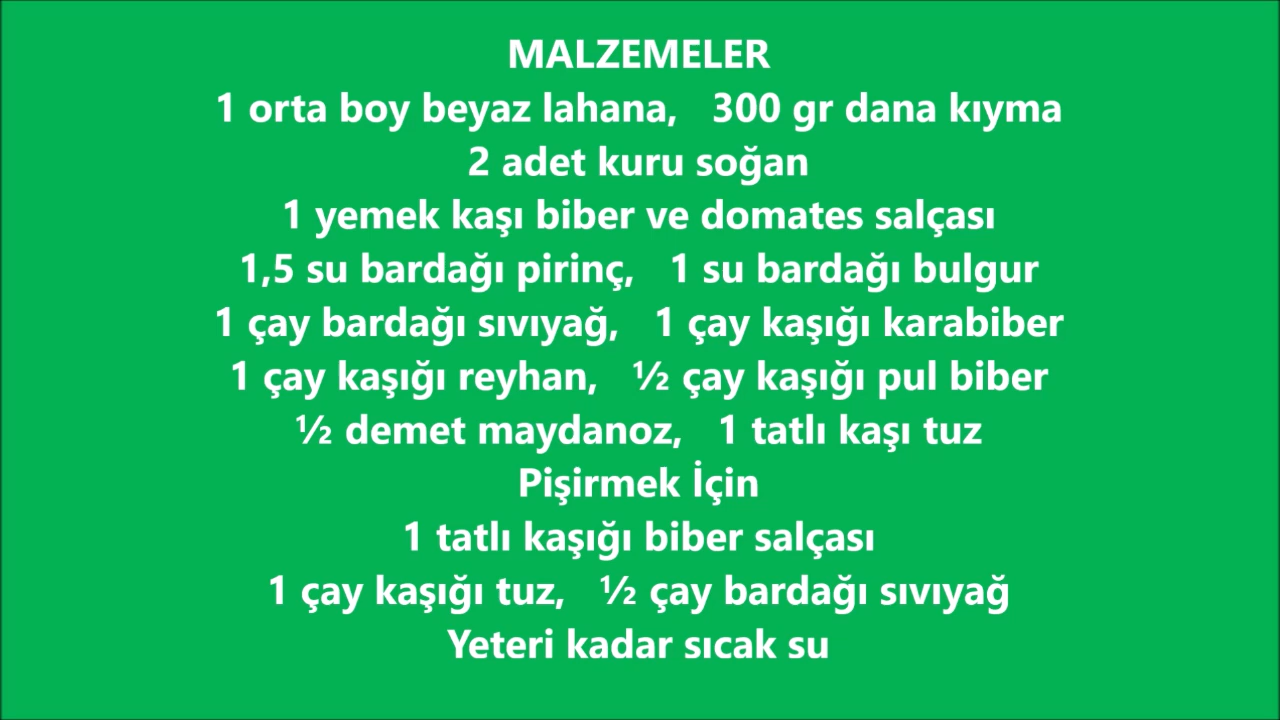 MALZEMELER
1 orta boy beyaz lahana, 300 gr dana kıyma
2 adet kuru soğan
1 yemek kaşı biber ve domates salçası
1,5 su bardağı pirinç, 1 su bardağı bulgur
1 çay bardağı sıvıyağ, 1 çay kaşığı karabiber
1 çay kaşığı reyhan, ½ çay kaşığı pul biber
½ demet maydanoz, 1 tatlı kaşı tuz
Pişirmek İçin
1 tatlı kaşığı biber salçası
1 çay kaşığı tuz, ½ çay bardağı sıvıyağ
Yeteri kadar sıcak su